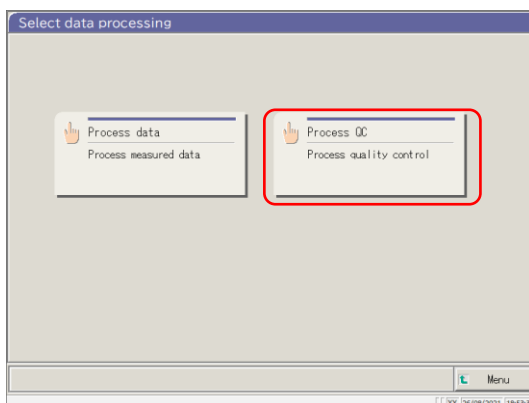 Select data processing
Process data
Process measured data
Process QC
Process quality control
Menu